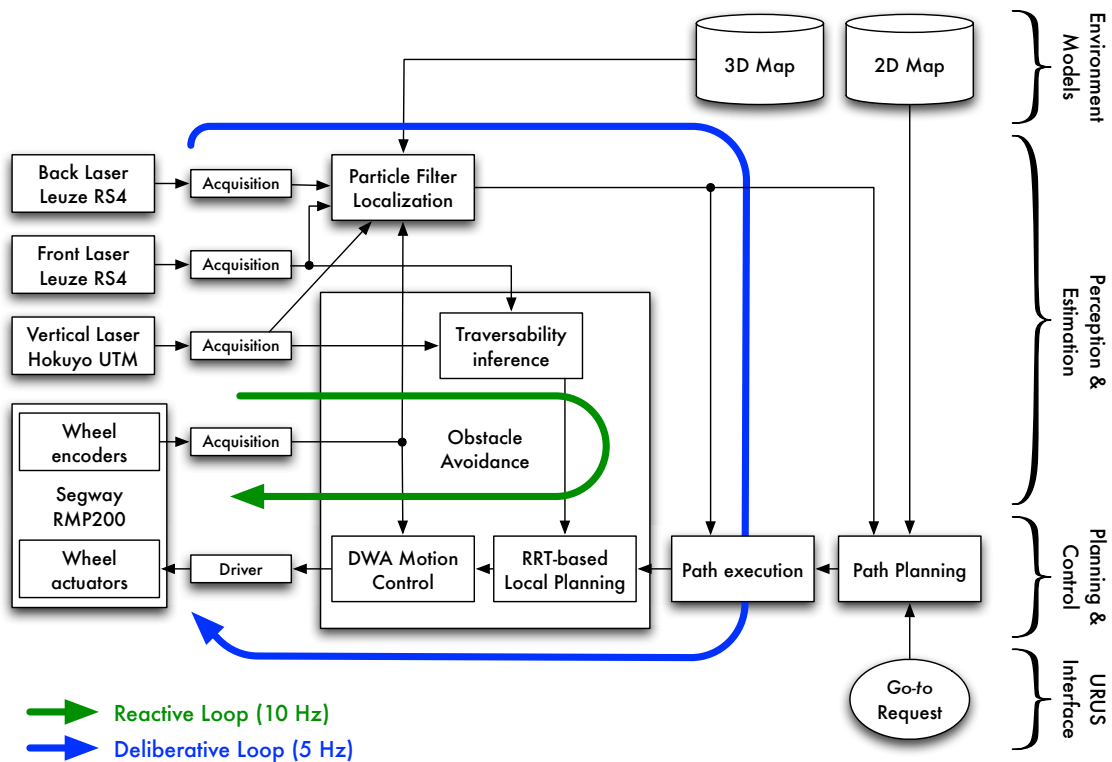 3D Map
2D Map
Environment
Models
Back Laser
Leuze RS4
Acquisition
Particle Filter
Localization
Front Laser
Leuze RS4
Acquisition
Vertical Laser
Hokuyo UTM
Acquisition
Traversability
inference
Perception &
Estimation
Wheel
encoders
Acquisition
Obstacle
Avoidance
Segway
RMP200
Wheel
actuators
Driver
DWA Motion
Control
RRT-based
Local Planning
Path execution
Path Planning
Planning &
Control
Go-to
Request
URUS
Interface
Reactive Loop (10 Hz)
Deliberative Loop (5 Hz)